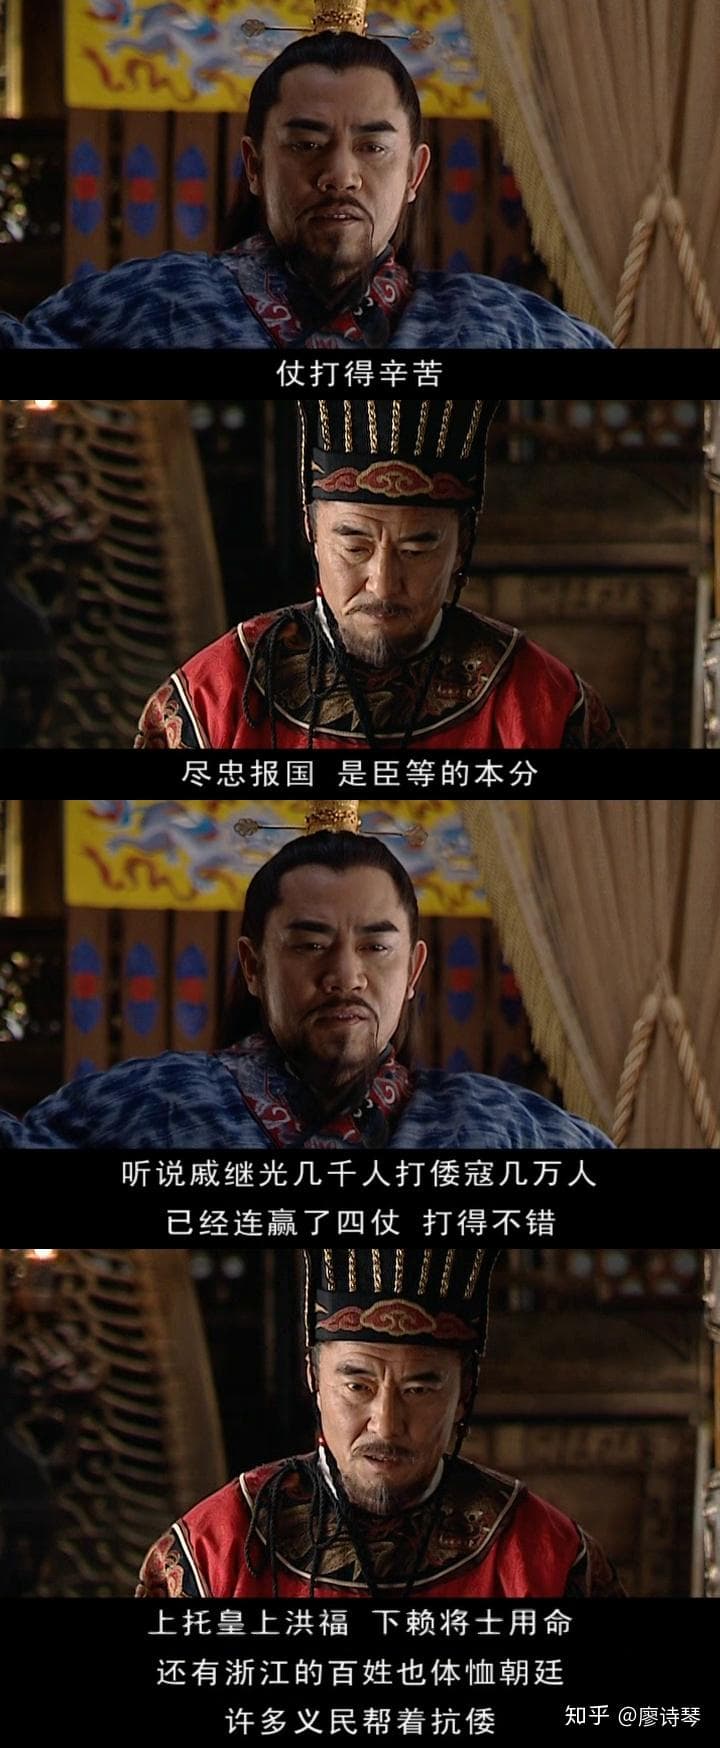 仗打得辛苦
尽忠报国 是臣等的本分
听说戚继光几千人打倭寇几万人
已经连赢了四仗 打得不错
上托皇上洪福 下赖将士用命
还有浙江的百姓也体恤朝廷
许多义民帮着抗倭
知乎 @廖诗琴